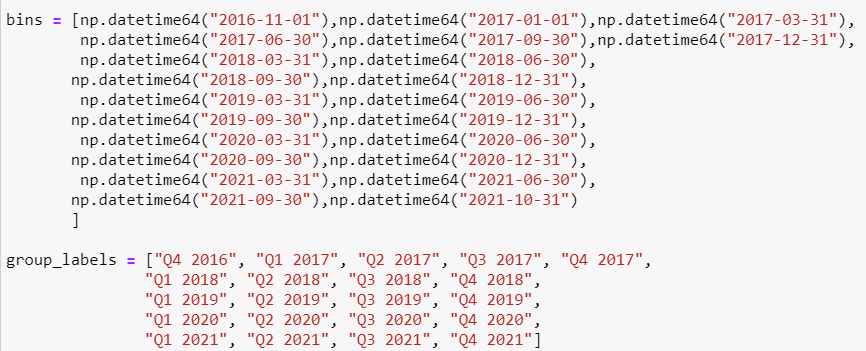 bins = [np.datetime64("2016-11-01"),np.datetime64("2017-01-01"),np.datetime64("2017-03-31"),
np.datetime64("2017-06-30"),np.datetime64("2017-09-30"),np.datetime64("2017-12-31"),
np.datetime64("2018-03-31"),np.datetime64("2018-06-30"),
np.datetime64("2018-09-30"),np.datetime64("2018-12-31"),
np.datetime64("2019-03-31"),np.datetime64("2019-06-30"),
np.datetime64("2019-09-30"),np.datetime64("2019-12-31"),
np.datetime64("2020-03-31"),np.datetime64("2020-06-30"),
np.datetime64("2020-09-30"),np.datetime64("2020-12-31"),
np.datetime64("2021-03-31"),np.datetime64("2021-06-30"),
np.datetime64("2021-09-30"),np.datetime64("2021-10-31")
]
group_labels = ["Q4 2016", "Q1 2017", "Q2 2017", "Q3 2017", "Q4 2017",
"Q1 2018", "Q2 2018", "Q3 2018", "Q4 2018",
"Q1 2019", "Q2 2019", "Q3 2019", "Q4 2019",
"Q1 2020", "Q2 2020", "Q3 2020", "Q4 2020",
"Q1 2021", "Q2 2021", "Q3 2021", "Q4 2021"]